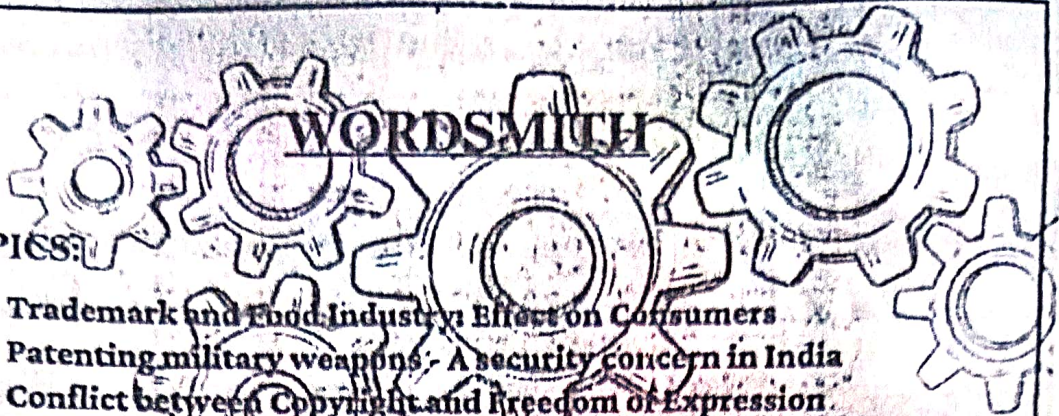 WORDSMITH
PICS:
Trademark and Food Industry: Effect on Consumers
Patenting military weapons:- A security concern in India
Conflict between Copyright and Freedom of Expression